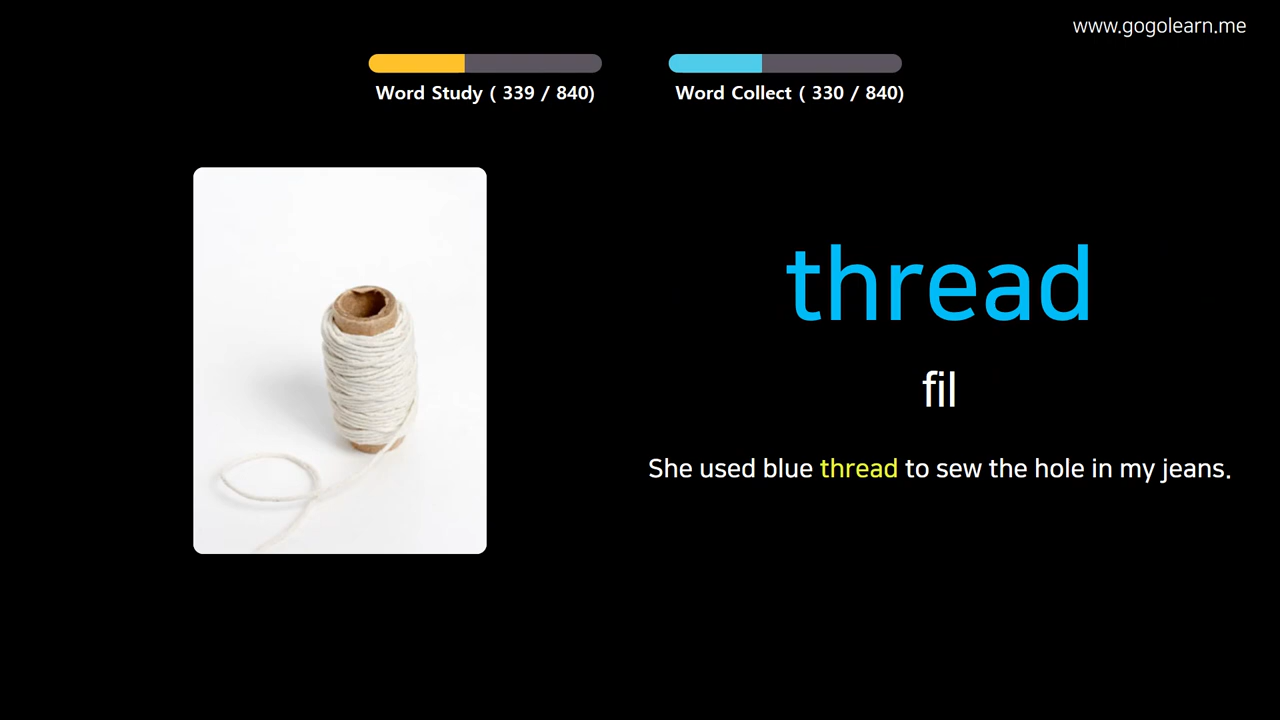 www.gogolearn.me
Word Study ( 339 / 840)
Word Collect ( 330 / 840)
thread
fil
She used blue thread to sew the hole in my jeans.